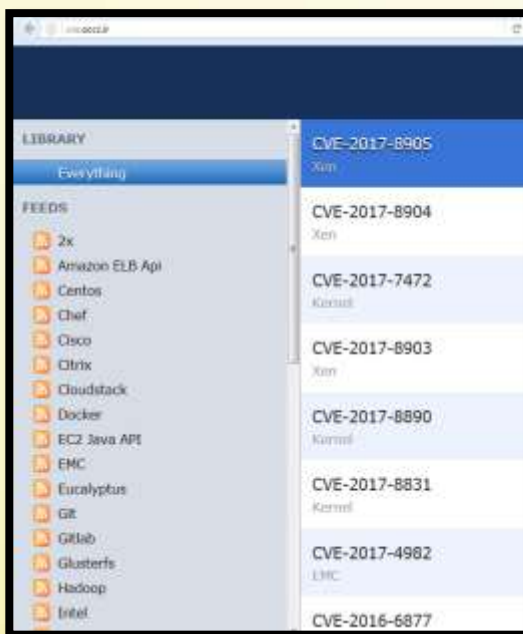 LIBRARY
Everything
FEEDS
2x
Amazon ELB Api
Centos
Chef
Cisco
Citrix
Cloudstack
Docker
EC2 Java API
EMC
Eucalyptus
Git
Gitlab
Glusterfs
Hadoop
Intel
CVE-2017-8905
Xen
CVE-2017-8904
Xen
CVE-2017-7472
Kernel
CVE-2017-8903
Xen
CVE-2017-8890
Kernel
CVE-2017-8831
Kernel
CVE-2017-4982
EMC
CVE-2016-6877